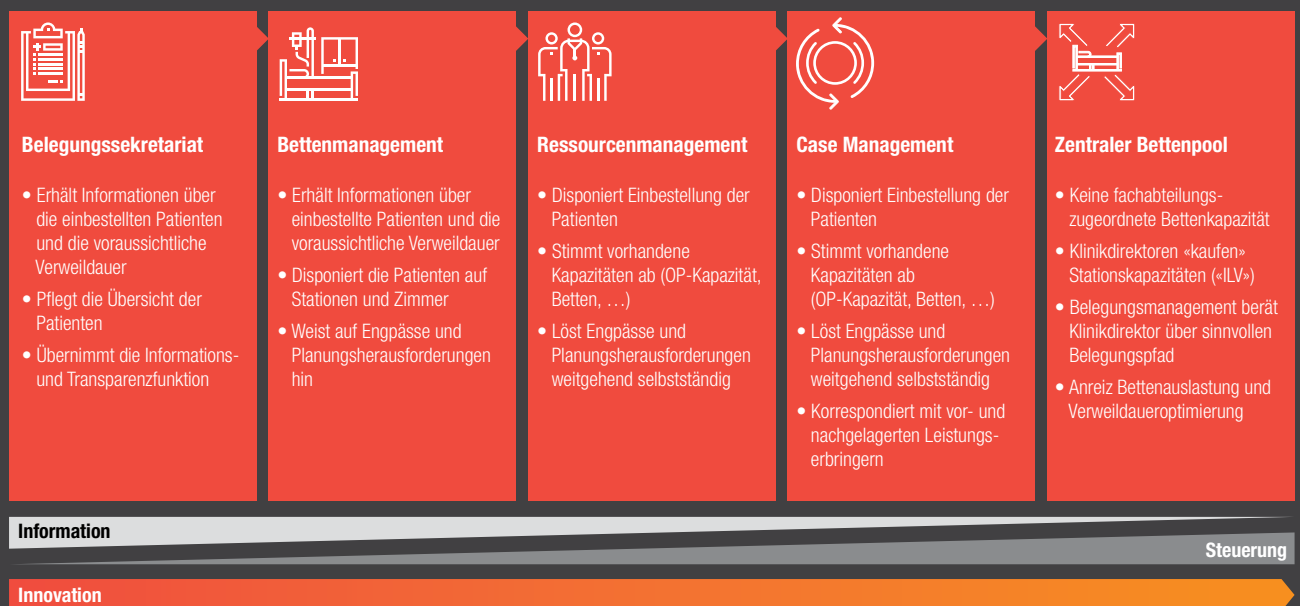 Belegungssekretariat
• Erhält Informationen über
die einbestellten Patienten
und die voraussichtliche
Verweildauer
• Pflegt die Übersicht der
Patienten
• Übernimmt die Informations-
und Transparenzfunktion
Bettenmanagement
• Erhält Informationen über
einbestellte Patienten und die
voraussichtliche Verweildauer
• Disponiert die Patienten auf
Stationen und Zimmer
• Weist auf Engpässe und
Planungsherausforderungen
hin
Ressourcenmanagement
• Disponiert Einbestellung der
Patienten
• Stimmt vorhandene
Kapazitäten ab (OP-Kapazität,
Betten, …)
• Löst Engpässe und
Planungsherausforderungen
weitgehend selbstständig
Case Management
• Disponiert Einbestellung der
Patienten
• Stimmt vorhandene
Kapazitäten ab
(OP-Kapazität, Betten, …)
• Löst Engpässe und
Planungsherausforderungen
weitgehend selbstständig
• Korrespondiert mit vor- und
nachgelagerten Leistungs-
erbringern
Zentraler Bettenpool
• Keine fachabteilungs-
zugeordnete Bettenkapazität
• Klinikdirektoren «kaufen»
Stationskapazitäten («ILV»)
• Belegungsmanagement berät
Klinikdirektor über sinnvollen
Belegungspfad
• Anreiz Bettenauslastung und
Verweildaueroptimierung
Information
Steuerung
Innovation